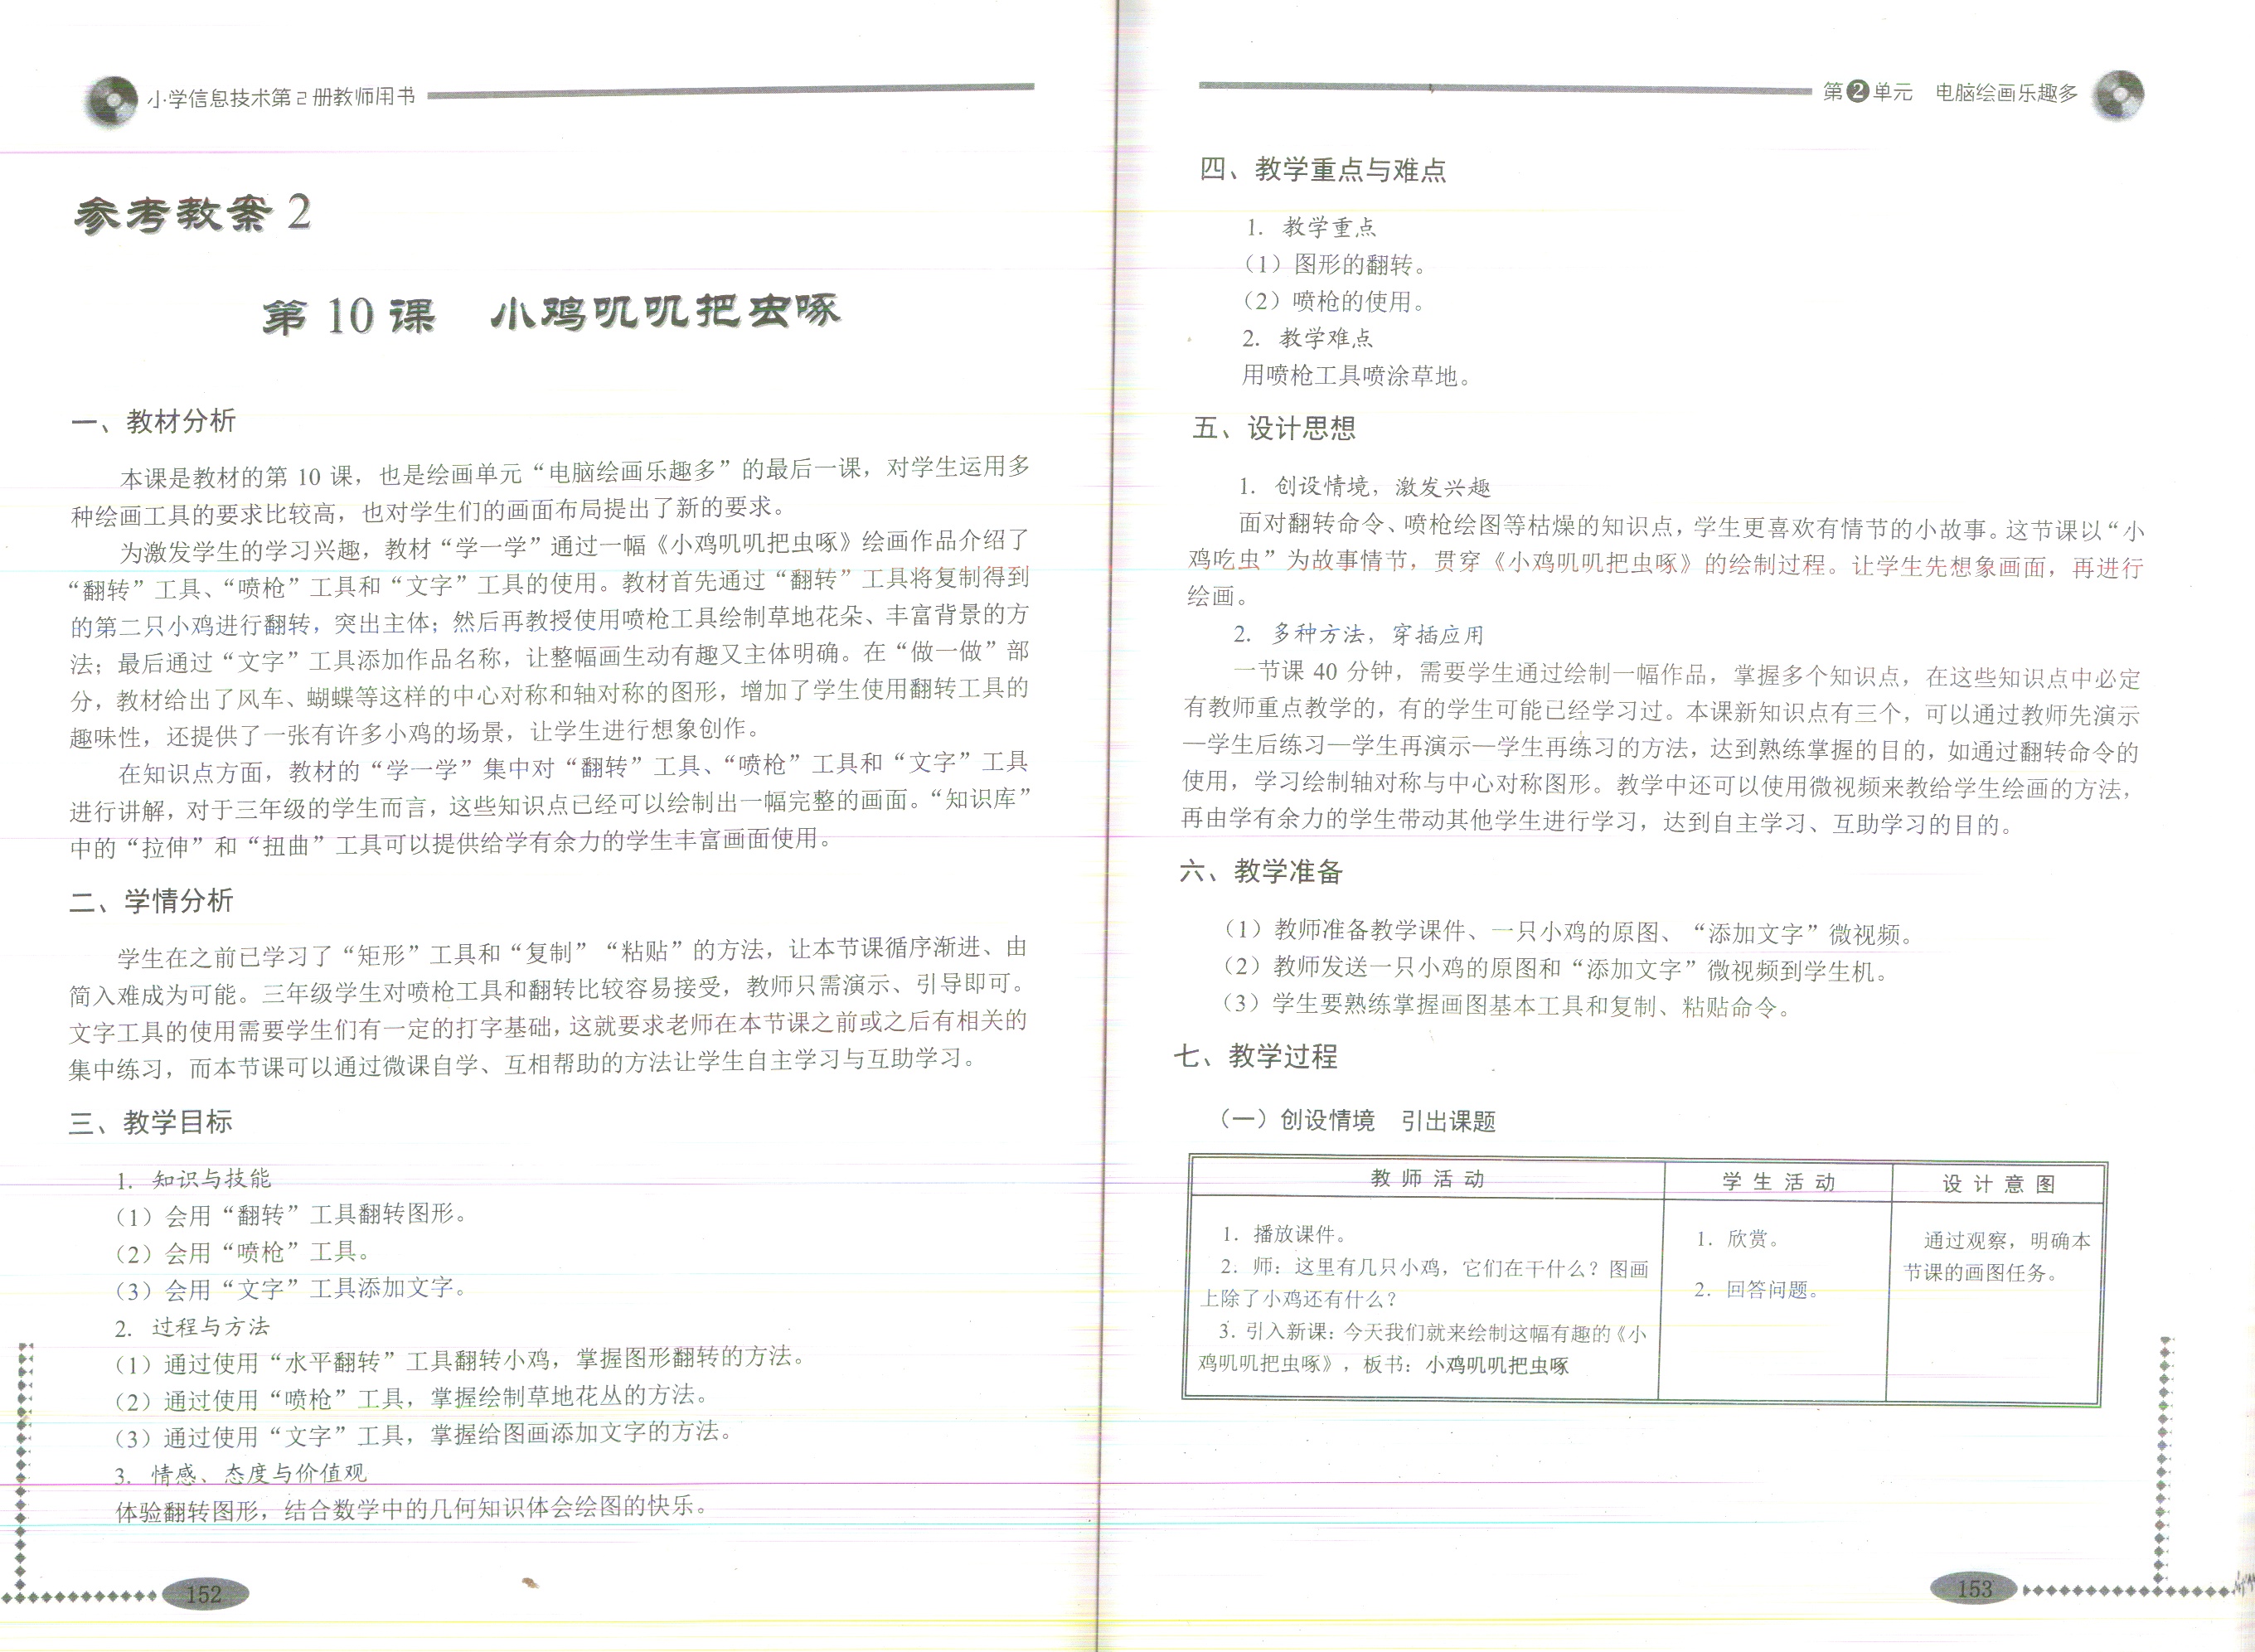 小学信息技术第2册教师用书
参考教案 2
第 10 课　小鸡叽叽把虫啄
一、教材分析
本课是教材的第 10 课，也是绘画单元“电脑绘画乐趣多”的最后一课，对学生运用多
种绘画工具的要求比较高，也对学生们的画面布局提出了新的要求。
为激发学生的学习兴趣，教材“学一学”通过一幅《小鸡叽叽把虫啄》绘画作品介绍了
“翻转”工具、“喷枪”工具和“文字”工具的使用。教材首先通过“翻转”工具将复制得到
的第二只小鸡进行翻转，突出主体；然后再教授使用喷枪工具绘制草地花朵、丰富背景的方
法；最后通过“文字”工具添加作品名称，让整幅画生动有趣又主体明确。在“做一做”部
分，教材给出了风车、蝴蝶等这样的中心对称和轴对称的图形，增加了学生使用翻转工具的
趣味性，还提供了一张有许多小鸡的场景，让学生进行想象创作。
在知识点方面，教材的“学一学”集中对“翻转”工具、“喷枪”工具和“文字”工具
进行讲解，对于三年级的学生而言，这些知识点已经可以绘制出一幅完整的画面。“知识库”
中的“拉伸”和“扭曲”工具可以提供给学有余力的学生丰富画面使用。
二、学情分析
学生在之前已学习了“矩形”工具和“复制”“粘贴”的方法，让本节课循序渐进、由
简入难成为可能。三年级学生对喷枪工具和翻转比较容易接受，教师只需演示、引导即可。
文字工具的使用需要学生们有一定的打字基础，这就要求老师在本节课之前或之后有相关的
集中练习，而本节课可以通过微课自学、互相帮助的方法让学生自主学习与互助学习。
三、教学目标
1. 知识与技能
（1）会用“翻转”工具翻转图形。
（2）会用“喷枪”工具。
（3）会用“文字”工具添加文字。
2. 过程与方法
（1）通过使用“水平翻转”工具翻转小鸡，掌握图形翻转的方法。
（2）通过使用“喷枪”工具，掌握绘制草地花丛的方法。
（3）通过使用“文字”工具，掌握给图画添加文字的方法。
3. 情感、态度与价值观
体验翻转图形，结合数学中的几何知识体会绘图的快乐。
152
第2单元　电脑绘画乐趣多
四、教学重点与难点
1. 教学重点
（1）图形的翻转。
（2）喷枪的使用。
2. 教学难点
用喷枪工具喷涂草地。
五、设计思想
1. 创设情境，激发兴趣
面对翻转命令、喷枪绘图等枯燥的知识点，学生更喜欢有情节的小故事。这节课以“小
鸡吃虫”为故事情节，贯穿《小鸡叽叽把虫啄》的绘制过程。让学生先想象画面，再进行
绘画。
2. 多种方法，穿插应用
一节课 40 分钟，需要学生通过绘制一幅作品，掌握多个知识点，在这些知识点中必定
有教师重点教学的，有的学生可能已经学习过。本课新知识点有三个，可以通过教师先演示
—学生后练习—学生再演示—学生再练习的方法，达到熟练掌握的目的，如通过翻转命令的
使用，学习绘制轴对称与中心对称图形。教学中还可以使用微视频来教给学生绘画的方法，
再由学有余力的学生带动其他学生进行学习，达到自主学习、互助学习的目的。
六、教学准备
（1）教师准备教学课件、一只小鸡的原图、“添加文字”微视频。
（2）教师发送一只小鸡的原图和“添加文字”微视频到学生机。
（3）学生要熟练掌握画图基本工具和复制、粘贴命令。
七、教学过程
（一）创设情境　引出课题
教 师 活 动　学 生 活 动　设 计 意 图
1. 播放课件。
2. 师：这里有几只小鸡，它们在干什么？图画
上除了小鸡还有什么？
3. 引入新课：今天我们就来绘制这幅有趣的《小
鸡叽叽把虫啄》，板书：小鸡叽叽把虫啄
1. 欣赏。
2. 回答问题。
通过观察，明确本
节课的画图任务。
153